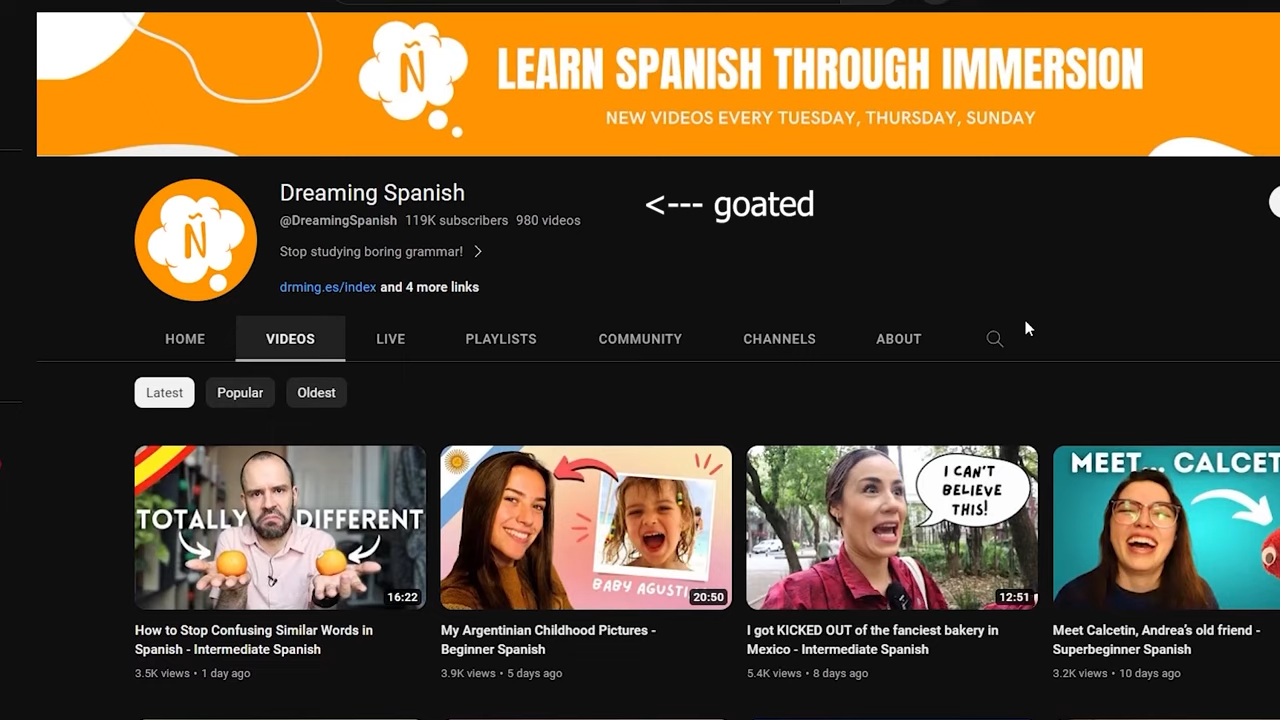 Ñ
LEARN SPANISH THROUGH IMMERSION
NEW VIDEOS EVERY TUESDAY, THURSDAY, SUNDAY
Ñ
Dreaming Spanish
<--- goated
@DreamingSpanish 119K subscribers 980 videos
Stop studying boring grammar!
drming.es/index and 4 more links
HOME VIDEOS LIVE PLAYLISTS COMMUNITY CHANNELS ABOUT
Latest Popular Oldest
TOTALLY DIFFERENT
16:22
BABY AGUSTI
20:50
I CAN'T
BELIEVE
THIS!
12:51
MEET... CALCET
How to Stop Confusing Similar Words in
Spanish - Intermediate Spanish
3.5K views • 1 day ago
My Argentinian Childhood Pictures -
Beginner Spanish
3.9K views • 5 days ago
I got KICKED OUT of the fanciest bakery in
Mexico - Intermediate Spanish
5.4K views • 8 days ago
Meet Calcetin, Andrea's old friend -
Superbeginner Spanish
3.2K views • 10 days ago